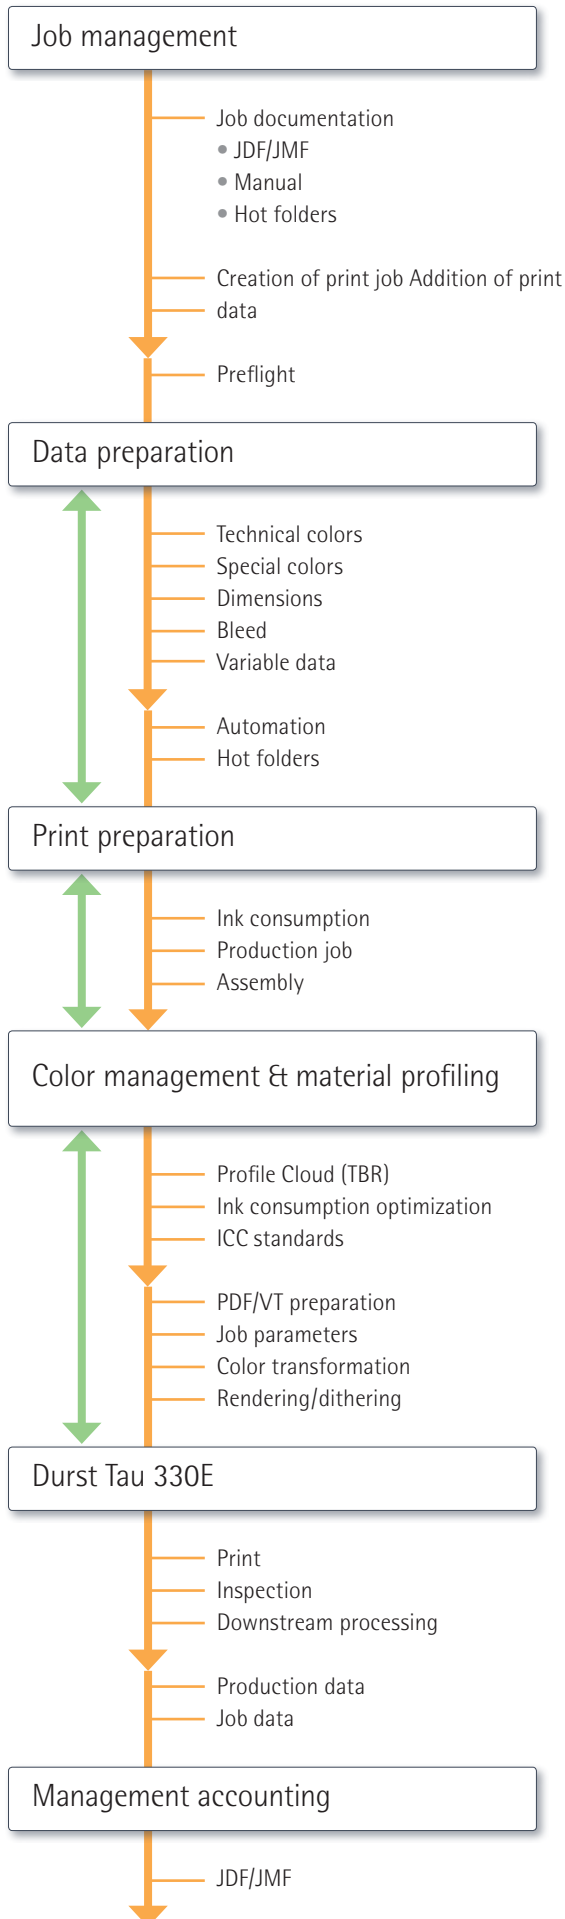 Job management
Job documentation
• JDF/JMF
• Manual
• Hot folders
Creation of print job Addition of print
data
Preflight
Data preparation
Technical colors
Special colors
Dimensions
Bleed
Variable data
Automation
Hot folders
Print preparation
Ink consumption
Production job
Assembly
Color management & material profiling
Profile Cloud (TBR)
Ink consumption optimization
ICC standards
PDF/VT preparation
Job parameters
Color transformation
Rendering/dithering
Durst Tau 330E
Print
Inspection
Downstream processing
Production data
Job data
Management accounting
JDF/JMF